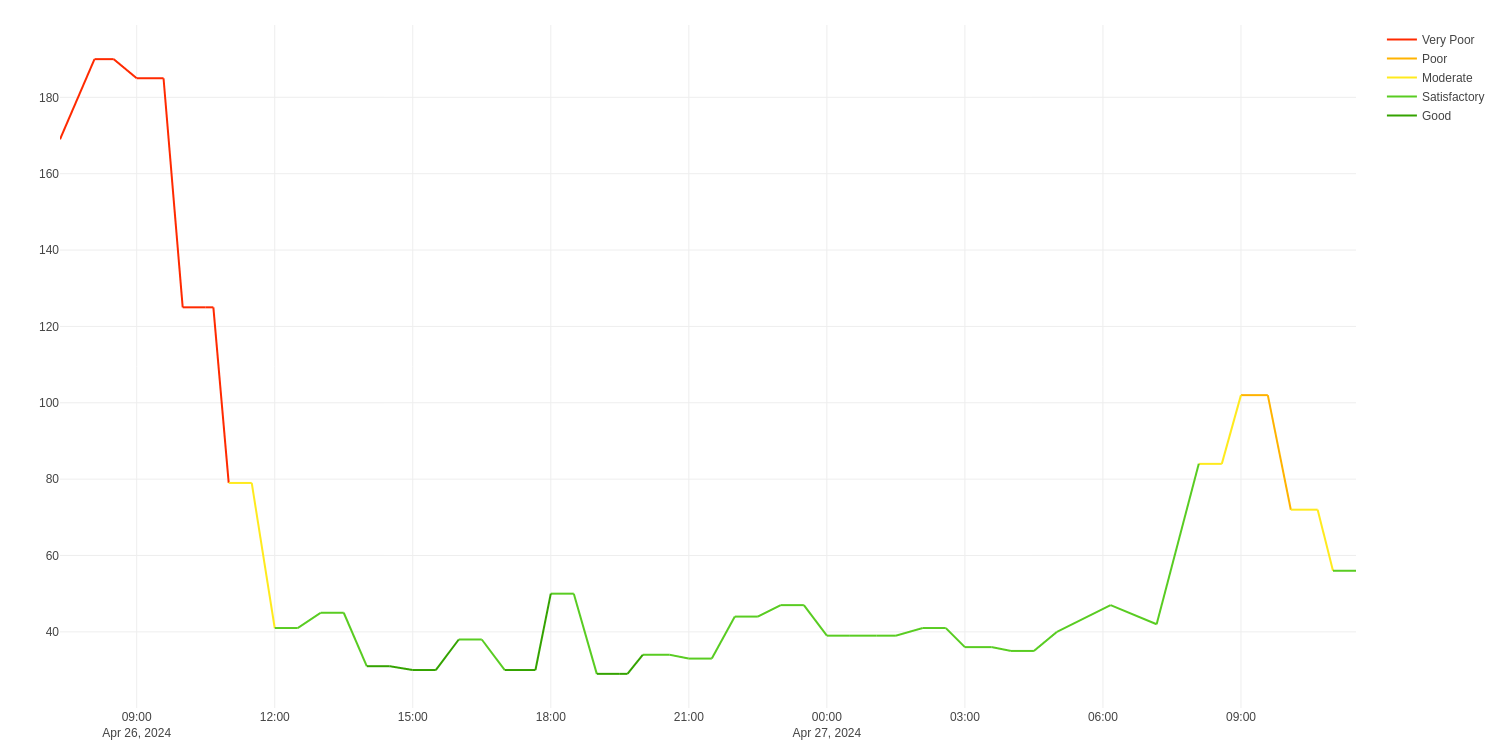 180
160
140
120
100
80
60
40
09:00
Apr 26, 2024
12:00
15:00
18:00
21:00
00:00
Apr 27, 2024
03:00
06:00
09:00
Very Poor
Poor
Moderate
Satisfactory
Good